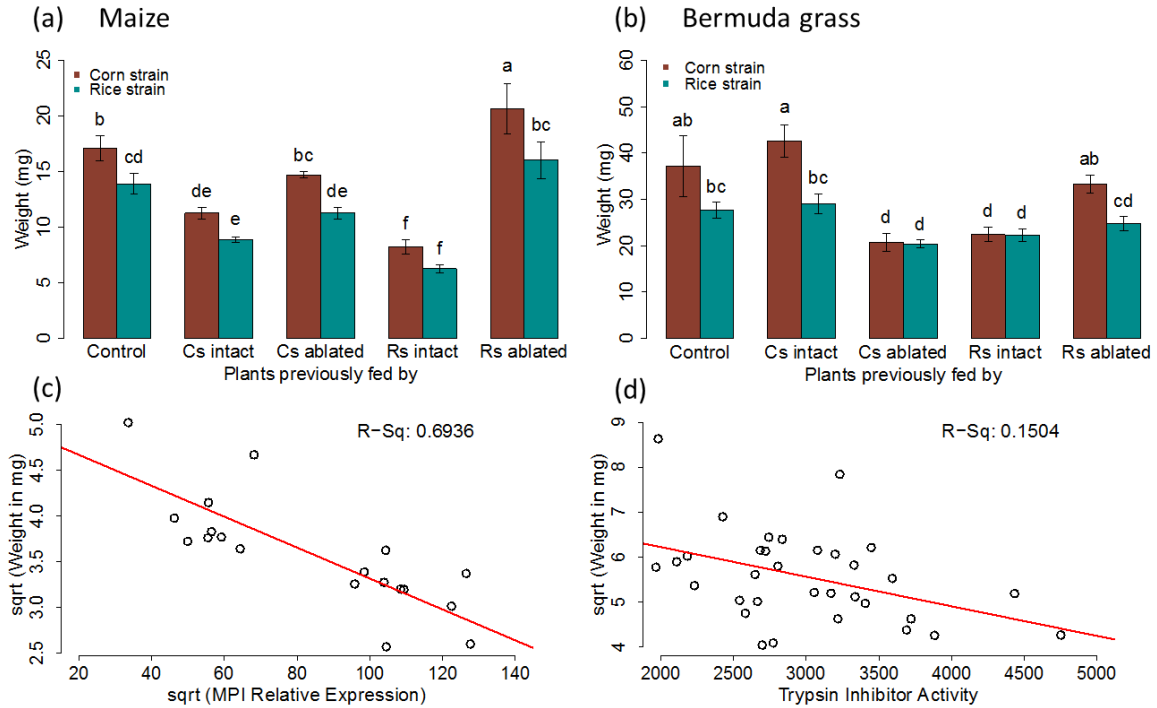 (a) Maize
25
20
15
10
5
0
Weight (mg)
Corn strain
Rice strain
b
cd
de
e
bc
de
f
f
a
bc
Control Cs intact Cs ablated Rs intact Rs ablated
Plants previously fed by
(b) Bermuda grass
60
50
40
30
20
10
0
Weight (mg)
Corn strain
Rice strain
ab
bc
a
bc
d
d
d
d
ab
cd
Control Cs intact Cs ablated Rs intact Rs ablated
Plants previously fed by
(c)
5.0
4.5
4.0
3.5
3.0
2.5
sqrt (Weight in mg)
R-Sq: 0.6936
20 40 60 80 100 120 140
sqrt (MPI Relative Expression)
(d)
9
8
7
6
5
4
sqrt (Weight in mg)
R-Sq: 0.1504
2000 2500 3000 3500 4000 4500 5000
Trypsin Inhibitor Activity